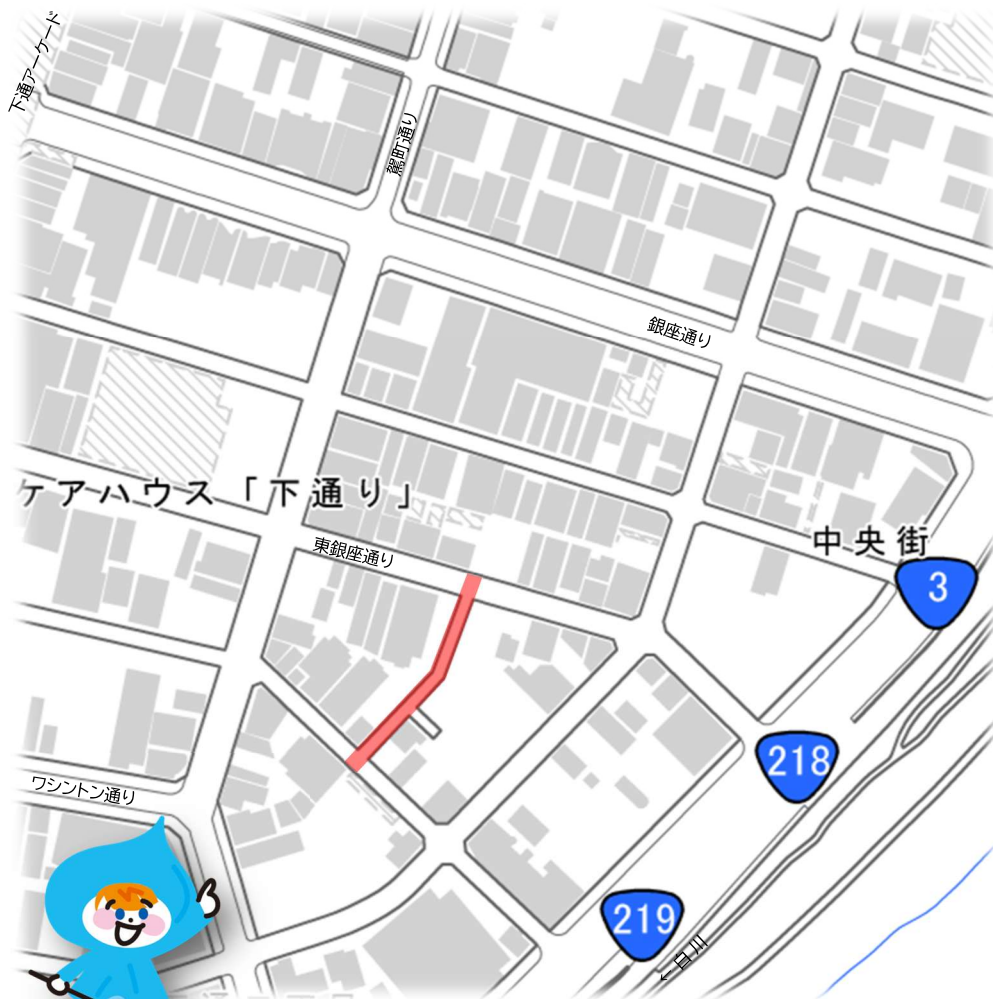 下通アーケード
駕町通り
銀座通り
ケアハウス「下通り」
東銀座通り
中央街
3
218
ワシントン通り
219
←白川